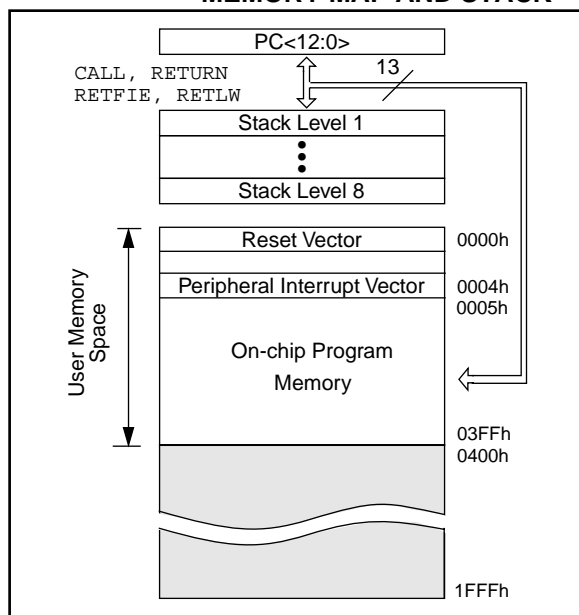 MEMORY MAP AND STACK
PC<12:0>
CALL, RETURN
RETFIE, RETLW
13
Stack Level 1
Stack Level 8
Reset Vector
0000h
Peripheral Interrupt Vector
0004h
0005h
User Memory
Space
On-chip Program
Memory
03FFh
0400h
1FFFh